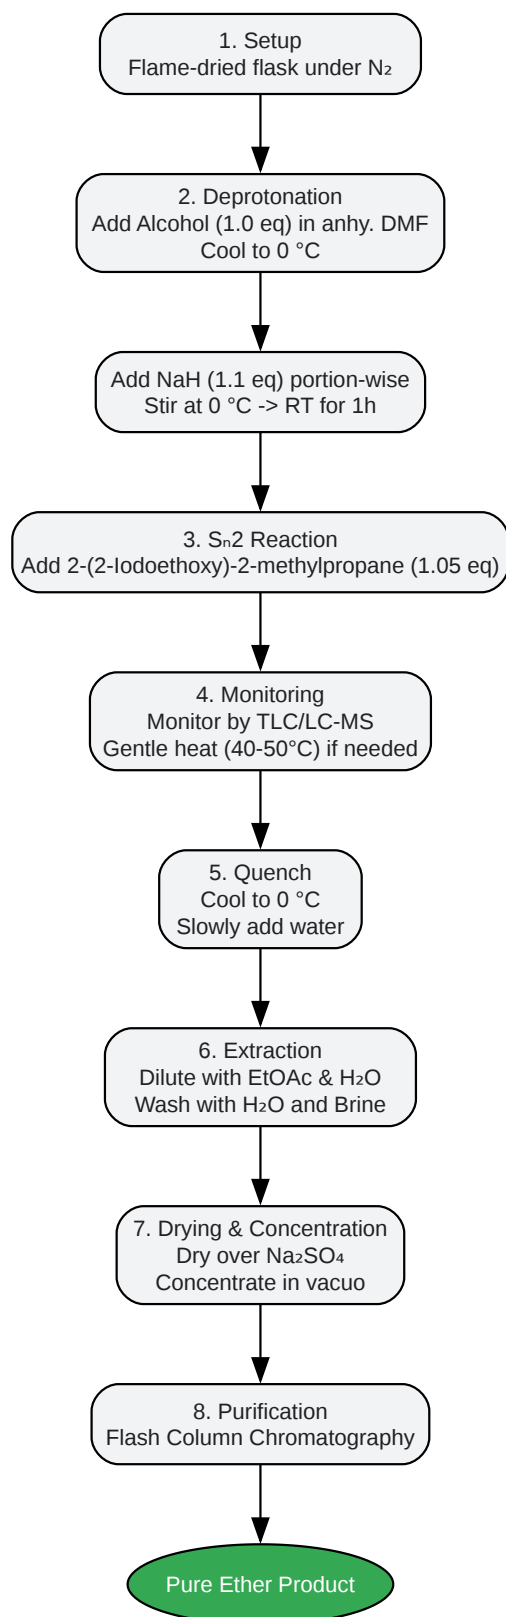 1. Setup
Flame-dried flask under N₂
2. Deprotonation
Add Alcohol (1.0 eq) in anhy. DMF
Cool to 0 °C
Add NaH (1.1 eq) portion-wise
Stir at 0 °C -> RT for 1h
3. Sₙ2 Reaction
Add 2-(2-Iodoethoxy)-2-methylpropane (1.05 eq)
4. Monitoring
Monitor by TLC/LC-MS
Gentle heat (40-50°C) if needed
5. Quench
Cool to 0 °C
Slowly add water
6. Extraction
Dilute with EtOAc & H₂O
Wash with H₂O and Brine
7. Drying & Concentration
Dry over Na₂SO₄
Concentrate in vacuo
8. Purification
Flash Column Chromatography
Pure Ether Product